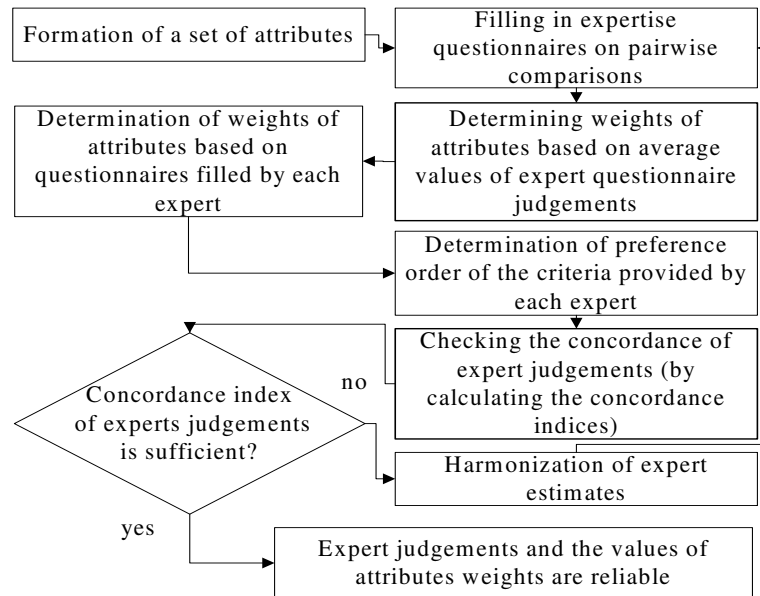 Formation of a set of attributes
Filling in expertise
questionnaires on pairwise
comparisons
Determination of weights of
attributes based on
questionnaires filled by each
expert
Determining weights of
attributes based on average
values of expert questionnaire
judgements
Determination of preference
order of the criteria provided by
each expert
Checking the concordance of
expert judgements (by
calculating the concordance
indices)
Concordance index
of experts judgements
is sufficient?
no
Harmonization of expert
estimates
yes
Expert judgements and the values of
attributes weights are reliable